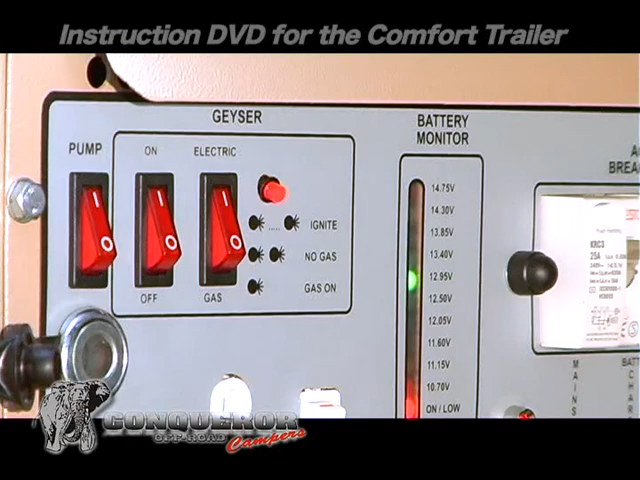 Instruction DVD for the Comfort Trailer
GEYSER
BATTERY
MONITOR
PUMP
ON
ELECTRIC
IGNITE
NO GAS
GAS ON
OFF
GAS
14.75V
14.30V
13.85V
13.40V
12.95V
12.50V
12.05V
11.60V
11.15V
10.70V
ON / LOW
KRC3
25A
MAINS
CONQUEROR
OFF-ROAD
Campers